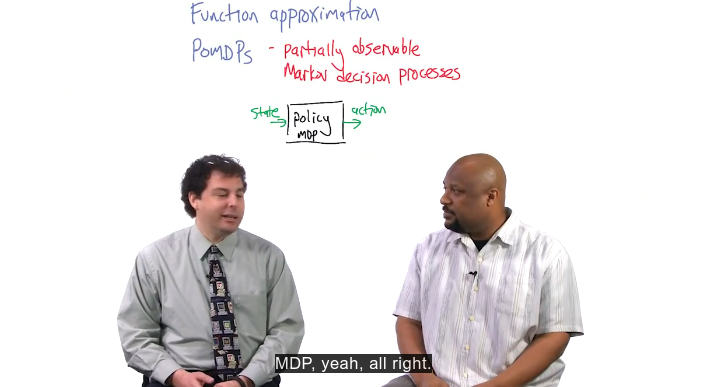 Function approximation
POMDPs - partially observable
Markov decision processes
state policy action
MDP
MDP, yeah, all right.